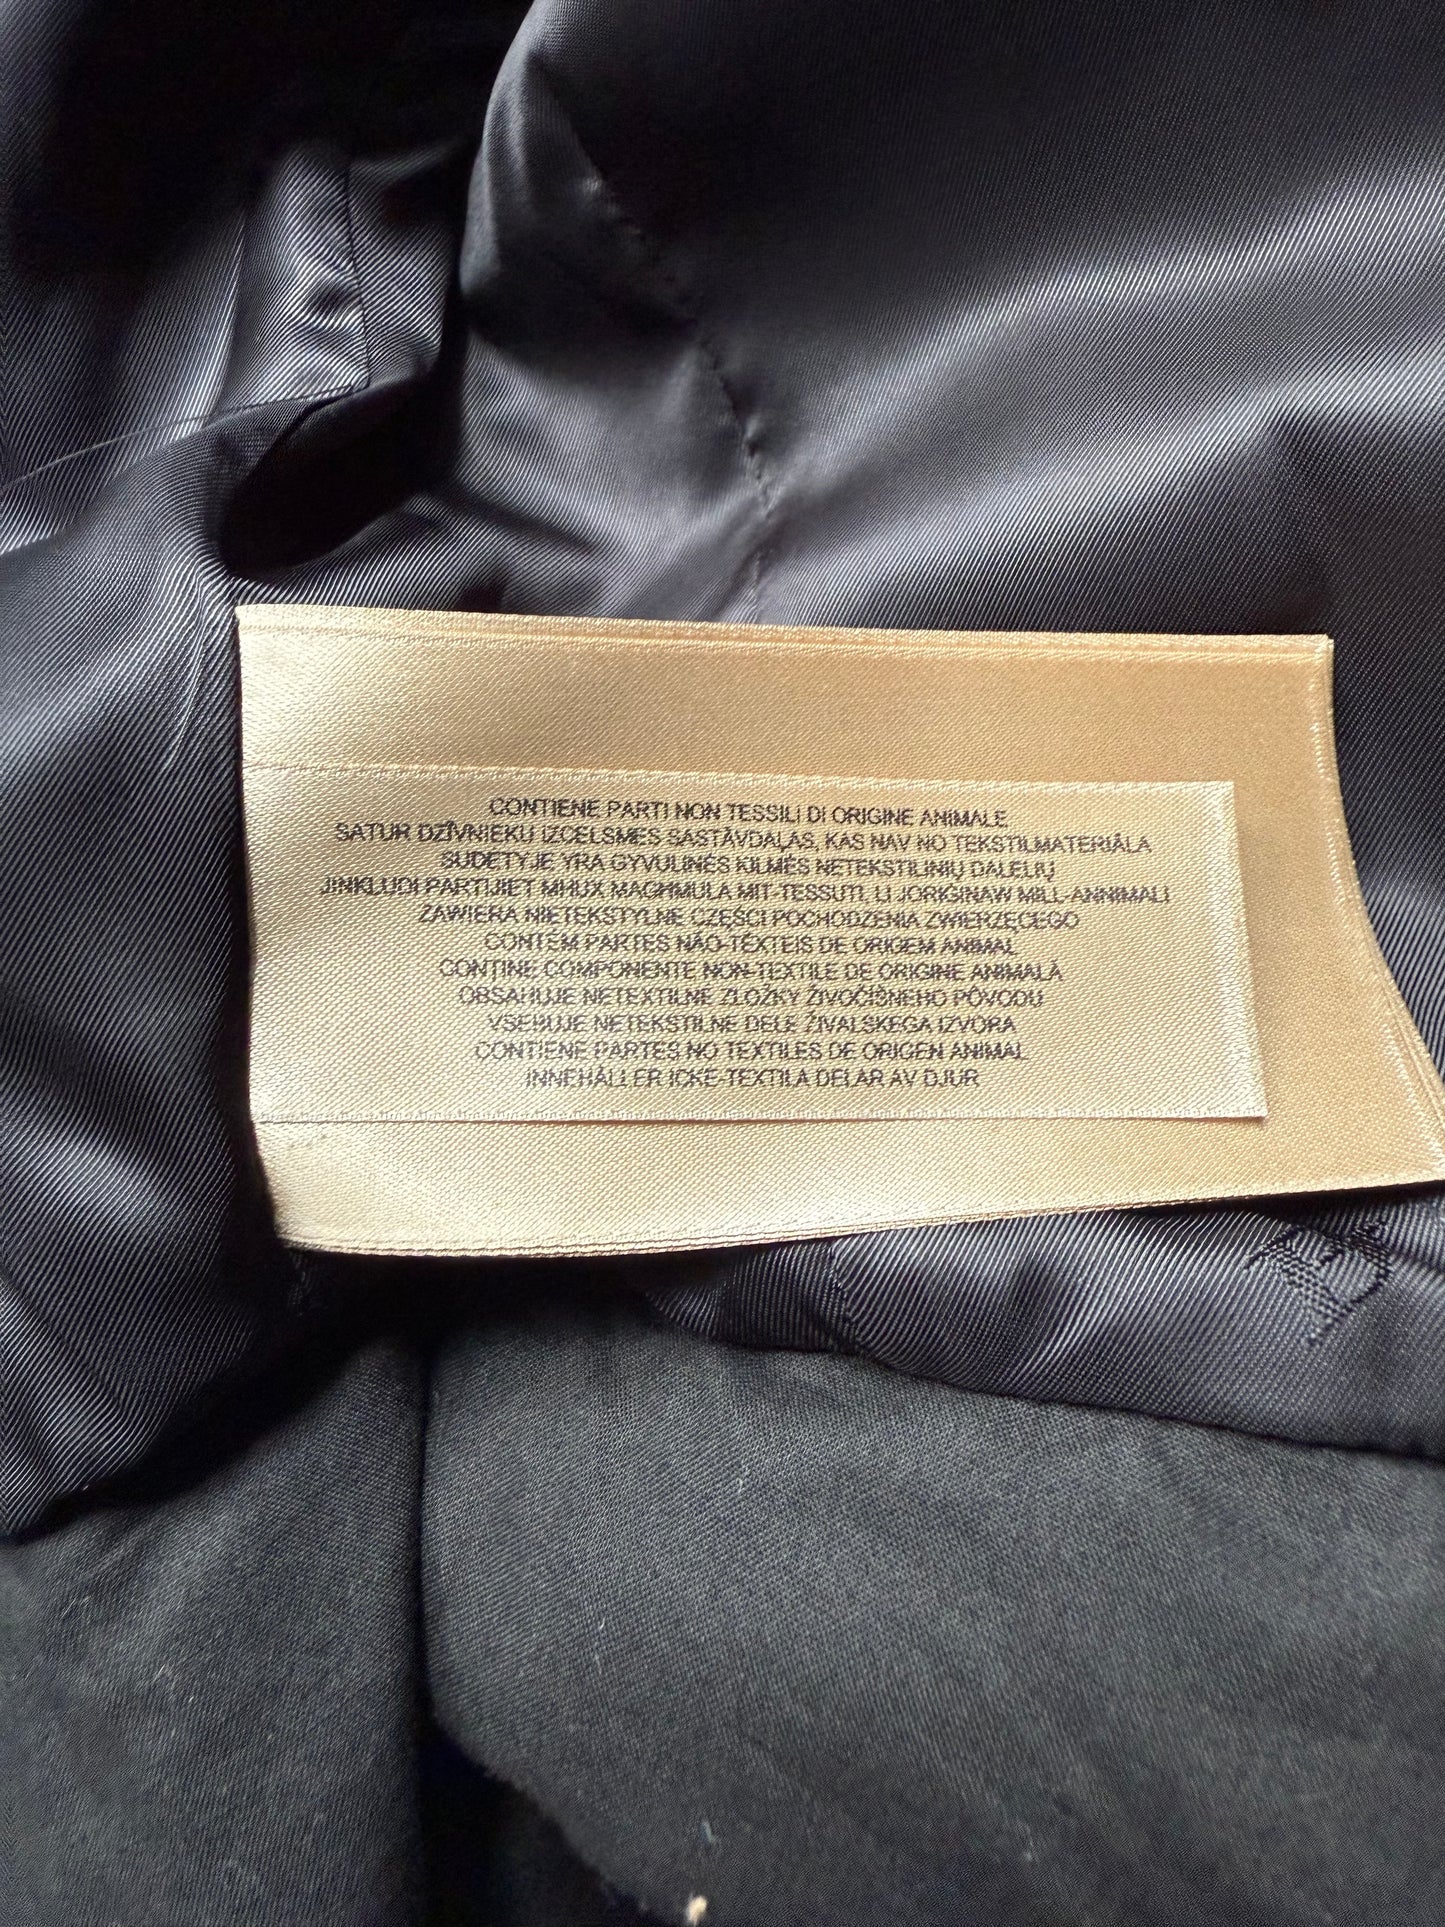 CONTIENE PARTI NON TESSILI DI ORIGINE ANIMALE
SATUR DZĪVNIEKU IZCELSMES SASTĀVDAĻAS, KAS NAV NO TEKSTILMATERIĀLA
SUDĖTYJE YRA GYVULINĖS KILMĖS NETEKSTILINIŲ DALELIŲ
JINKLUDI PARTIJIET MHUX MAGHMULA MIT-TESSUTI, LI JORIGINAW MILL-ANNIMALI
ZAWIERA NIETEKSTYLNE CZĘŚCI POCHODZENIA ZWIERZĘCEGO
CONTÉM PARTES NÃO-TÊXTEIS DE ORIGEM ANIMAL
CONȚINE COMPONENTE NON-TEXTILE DE ORIGINE ANIMALĂ
OBSAHUJE NETEXTILNÉ ZLOŽKY ŽIVOČÍŠNEHO PÔVODU
VSEBUJE NETEKSTILNE DELE ŽIVALSKEGA IZVORA
CONTIENE PARTES NO TEXTILES DE ORIGEN ANIMAL
INNEHÅLLER ICKE-TEXTILA DELAR AV DJUR